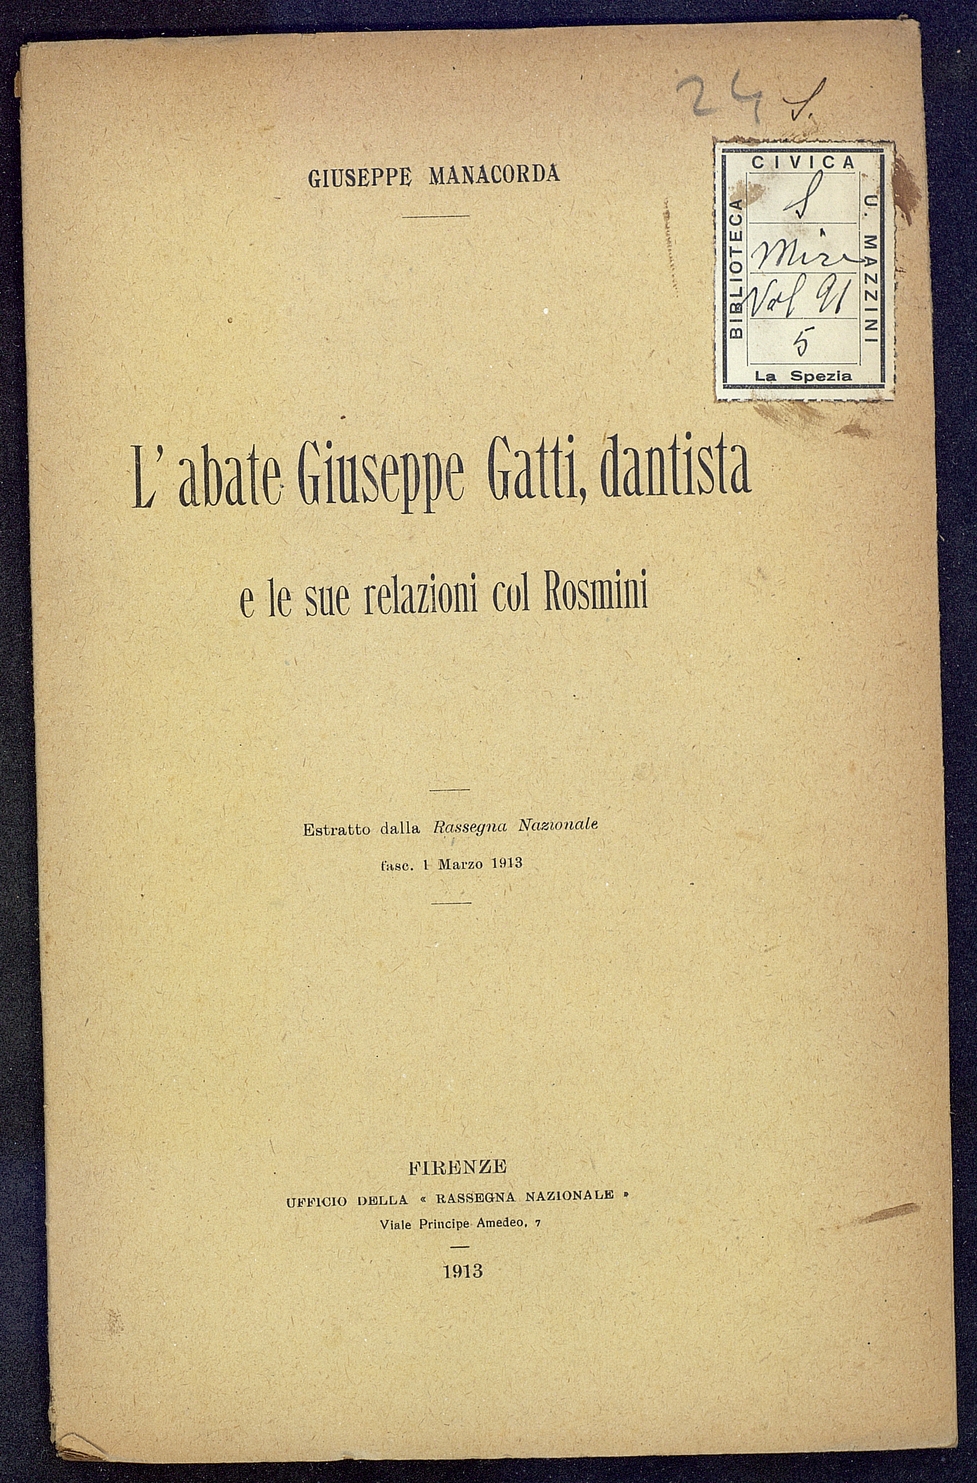 24 S.
GIUSEPPE MANACORDA
CIVICA
BIBLIOTECA
U. MAZZINI
S
Misc
Vol 91
5
La Spezia
L' abate Giuseppe Gatti, dantista
e le sue relazioni col Rosmini
Estratto dalla Rassegna Nazionale
fasc. 1 Marzo 1913
FIRENZE
UFFICIO DELLA « RASSEGNA NAZIONALE »
Viale Principe Amedeo, 7
1913